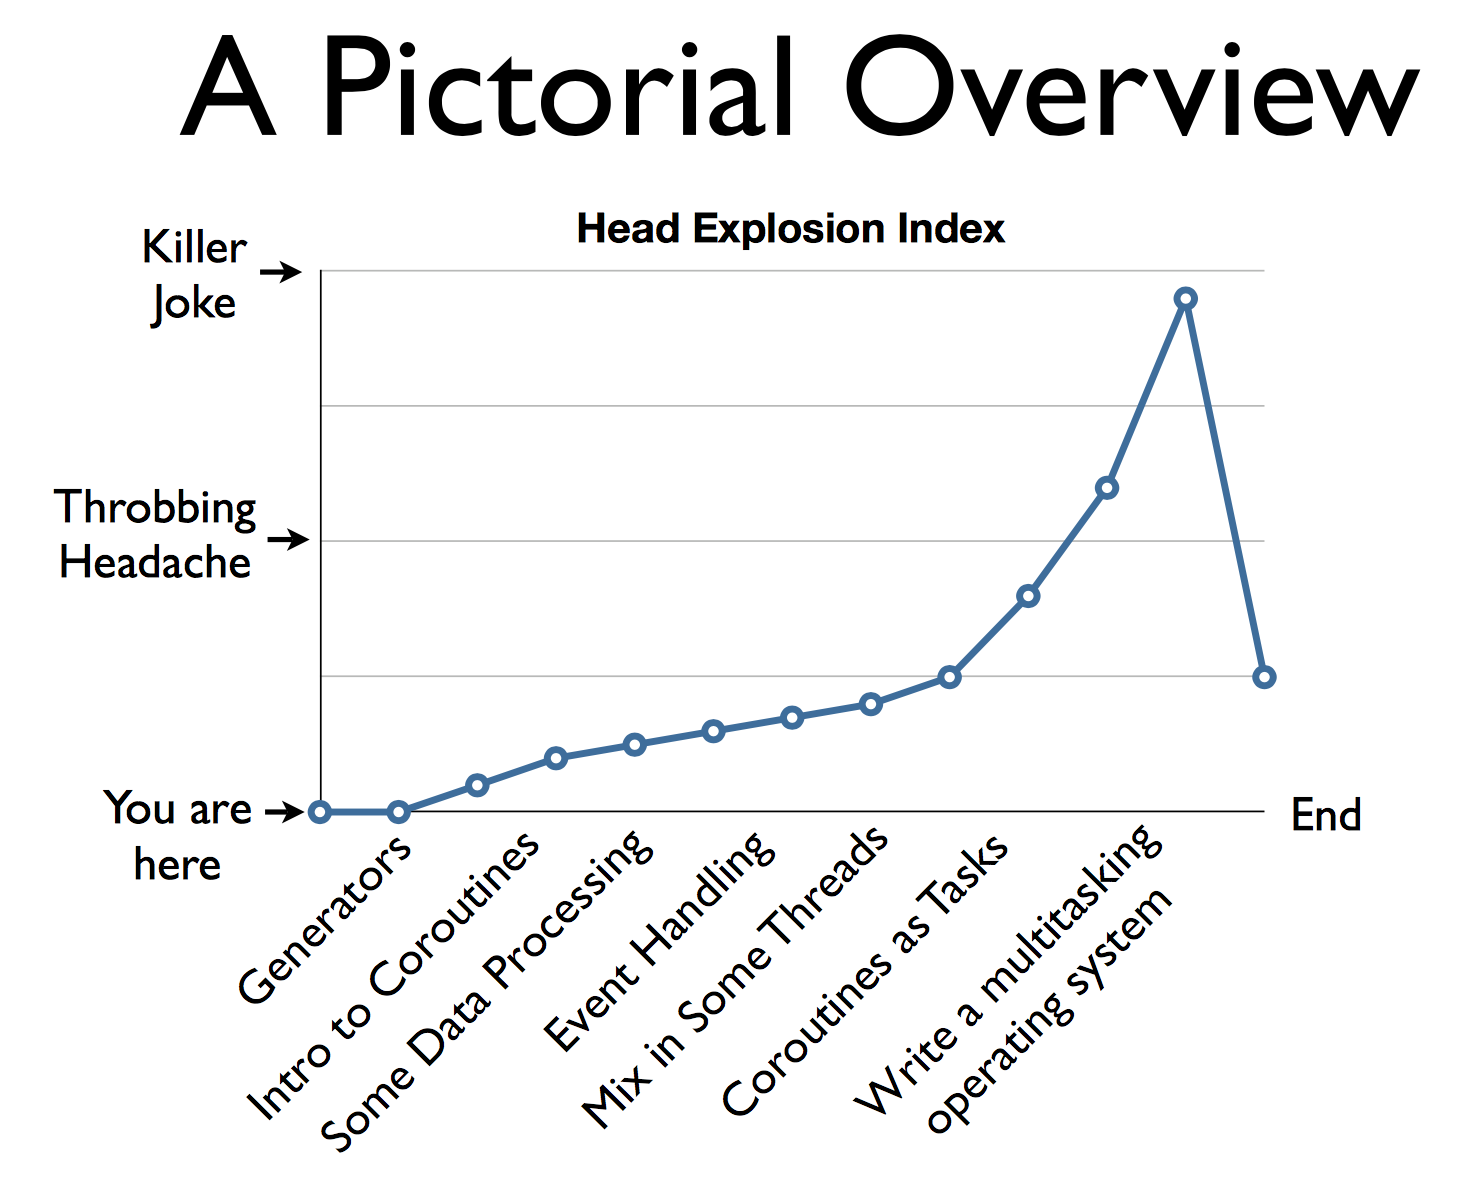 A Pictorial Overview
Head Explosion Index
Killer
Joke
Throbbing
Headache
You are
here
End
Generators
Intro to Coroutines
Some Data Processing
Event Handling
Mix in Some Threads
Coroutines as Tasks
Write a multitasking
operating system